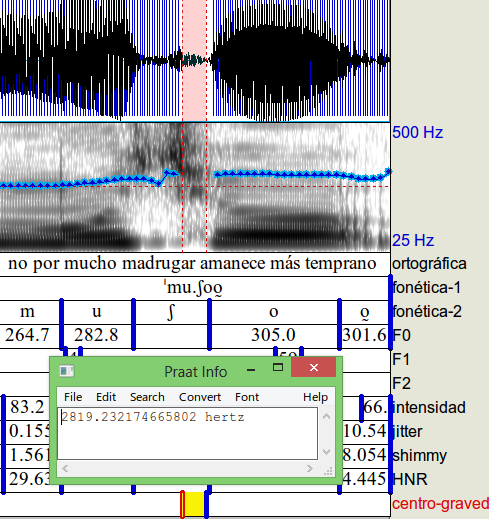 500 Hz
25 Hz
no por mucho madrugar amanece más temprano ortográfica
ˈmu.ʃoo̯ fonética-1
m u ʃ o o̯ fonética-2
264.7 282.8 305.0 301.6 F0
F1
F2
Praat Info
File Edit Search Convert Font Help
2819.232174665802 hertz
83.2 66. intensidad
0.155 10.54 jitter
1.561 8.054 shimmy
29.63 4.445 HNR
centro-graved